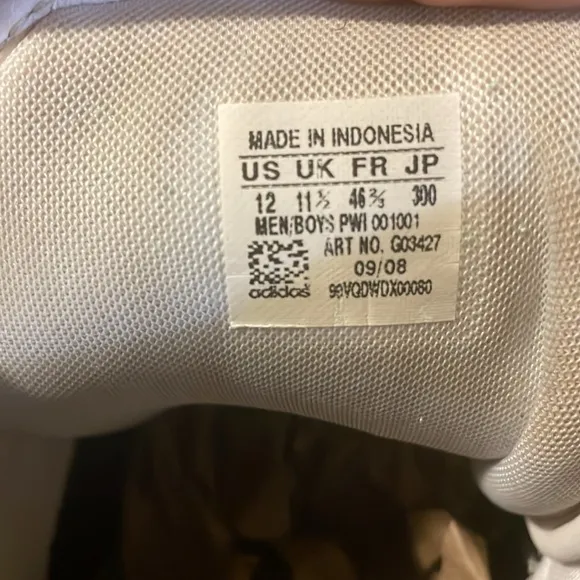 MADE IN INDONESIA
US UK FR JP
12 11½ 46⅔ 300
MEN/BOYS PWI 001001
ART NO. G03427
09/08
adidas